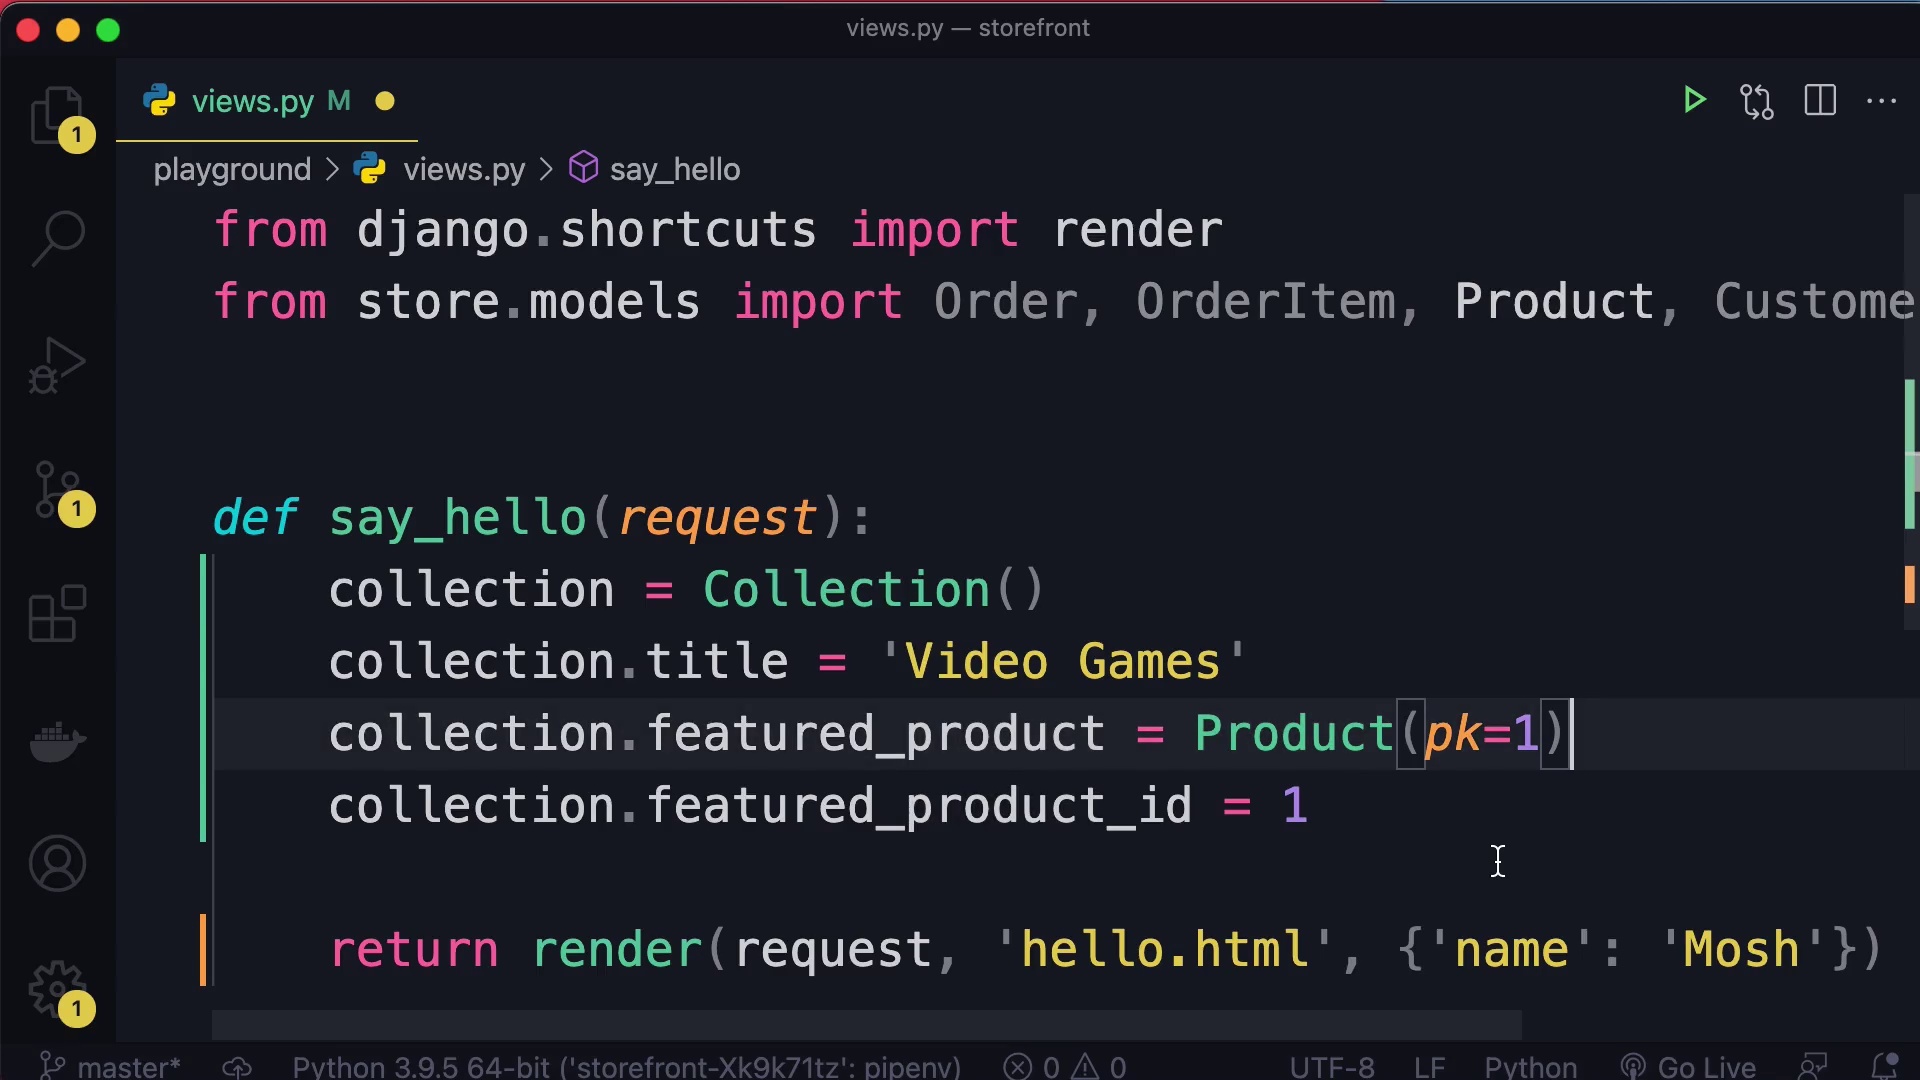 views.py — storefront
views.py M
1
playground > views.py > say_hello
from django.shortcuts import render
from store.models import Order, OrderItem, Product, Custome
def say_hello(request):
1
collection = Collection()
collection.title = 'Video Games'
collection.featured_product = Product(pk=1)
collection.featured_product_id = 1
return render(request, 'hello.html', {'name': 'Mosh'})
1
master* Python 3.9.5 64-bit ('storefront-Xk9k71tz': pipenv) 0 0 UTF-8 LF Python Go Live